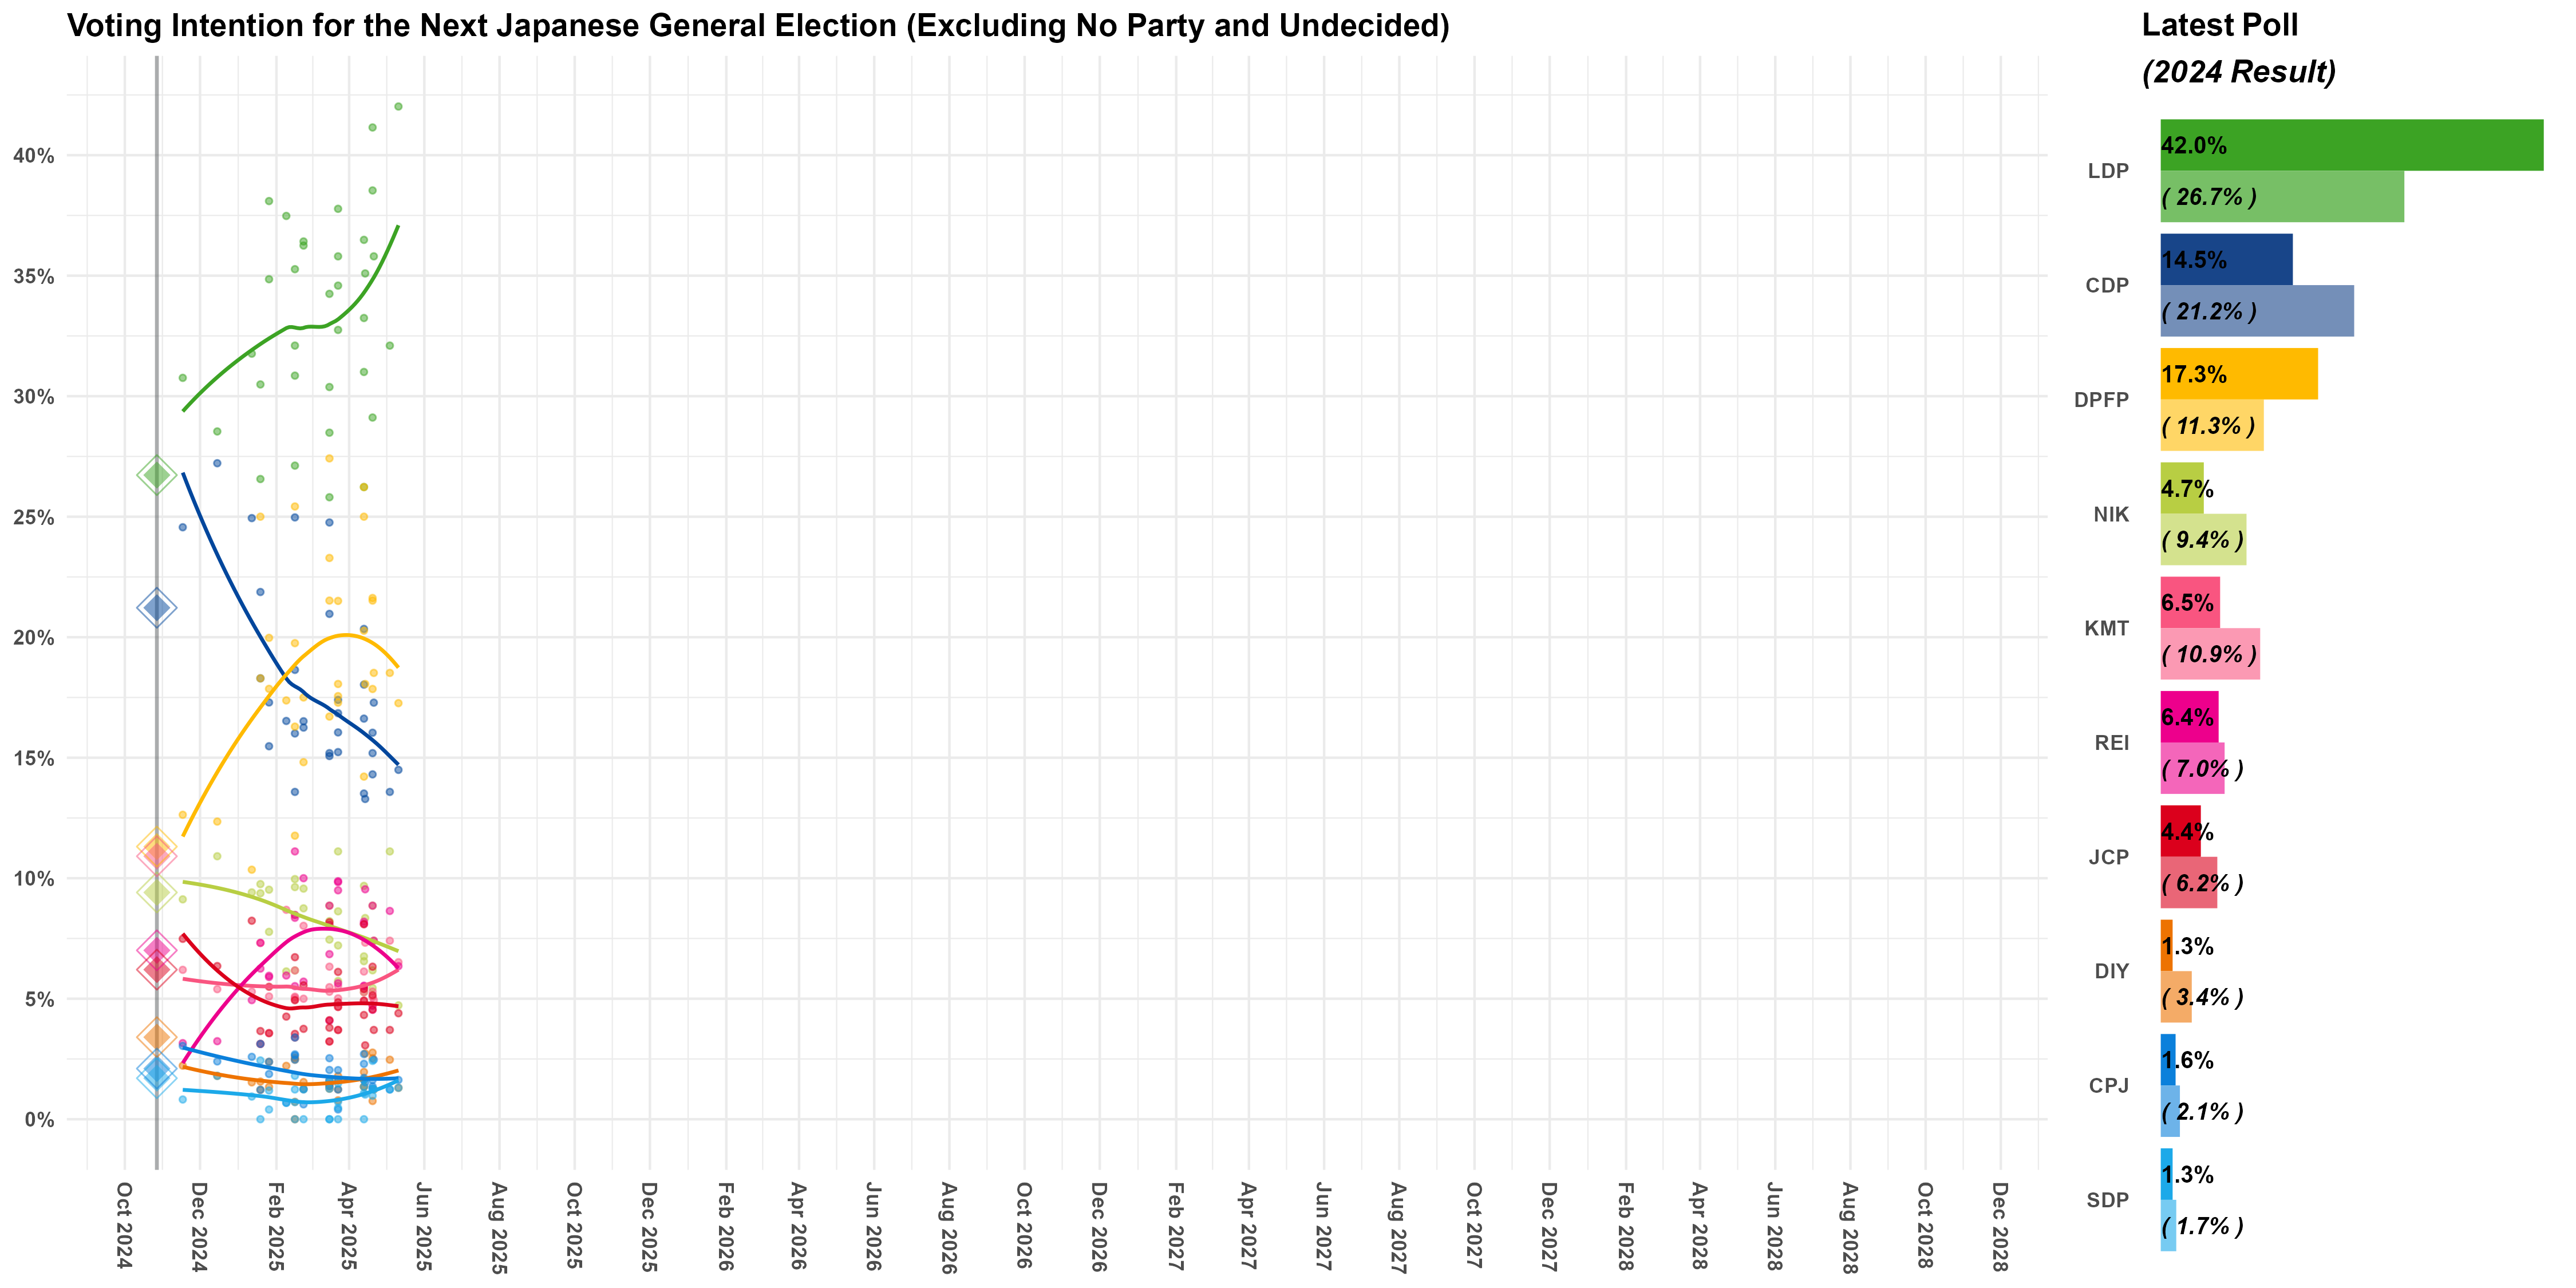 Voting Intention for the Next Japanese General Election (Excluding No Party and Undecided)
40%
35%
30%
25%
20%
15%
10%
5%
0%
Oct 2024
Dec 2024
Feb 2025
Apr 2025
Jun 2025
Aug 2025
Oct 2025
Dec 2025
Feb 2026
Apr 2026
Jun 2026
Aug 2026
Oct 2026
Dec 2026
Feb 2027
Apr 2027
Jun 2027
Aug 2027
Oct 2027
Dec 2027
Feb 2028
Apr 2028
Jun 2028
Aug 2028
Oct 2028
Dec 2028
Latest Poll
(2024 Result)
LDP
42.0%
( 26.7% )
CDP
14.5%
( 21.2% )
DPFP
17.3%
( 11.3% )
NIK
4.7%
( 9.4% )
KMT
6.5%
( 10.9% )
REI
6.4%
( 7.0% )
JCP
4.4%
( 6.2% )
DIY
1.3%
( 3.4% )
CPJ
1.6%
( 2.1% )
SDP
1.3%
( 1.7% )